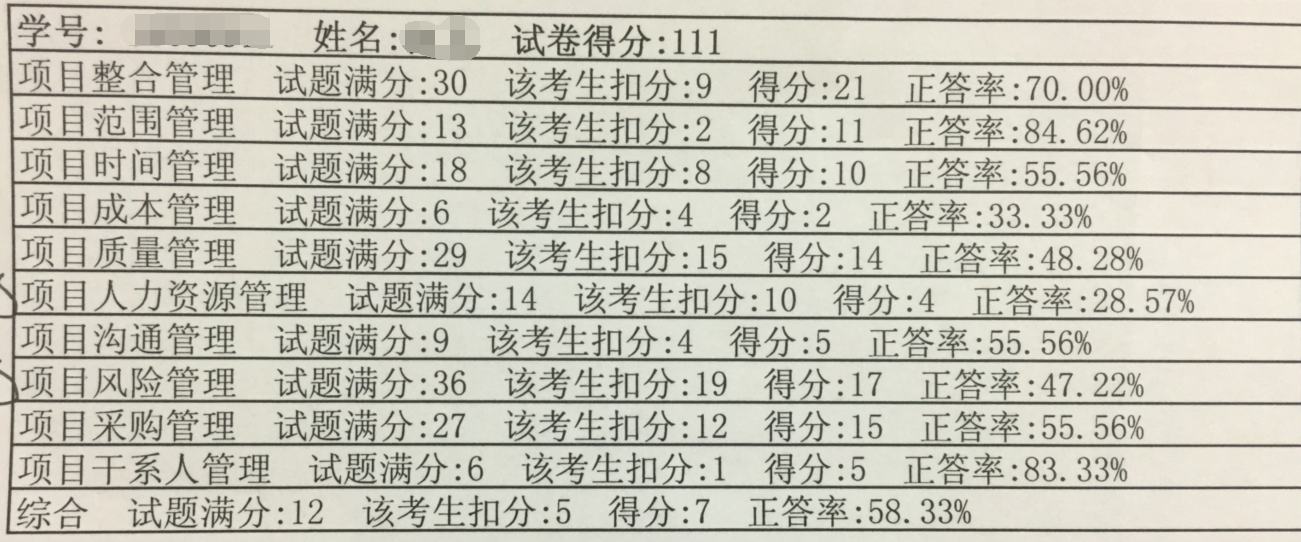 学号: 姓名: 试卷得分:111
项目整合管理 试题满分:30 该考生扣分:9 得分:21 正答率:70.00%
项目范围管理 试题满分:13 该考生扣分:2 得分:11 正答率:84.62%
项目时间管理 试题满分:18 该考生扣分:8 得分:10 正答率:55.56%
项目成本管理 试题满分:6 该考生扣分:4 得分:2 正答率:33.33%
项目质量管理 试题满分:29 该考生扣分:15 得分:14 正答率:48.28%
项目人力资源管理 试题满分:14 该考生扣分:10 得分:4 正答率:28.57%
项目沟通管理 试题满分:9 该考生扣分:4 得分:5 正答率:55.56%
项目风险管理 试题满分:36 该考生扣分:19 得分:17 正答率:47.22%
项目采购管理 试题满分:27 该考生扣分:12 得分:15 正答率:55.56%
项目干系人管理 试题满分:6 该考生扣分:1 得分:5 正答率:83.33%
综合 试题满分:12 该考生扣分:5 得分:7 正答率:58.33%